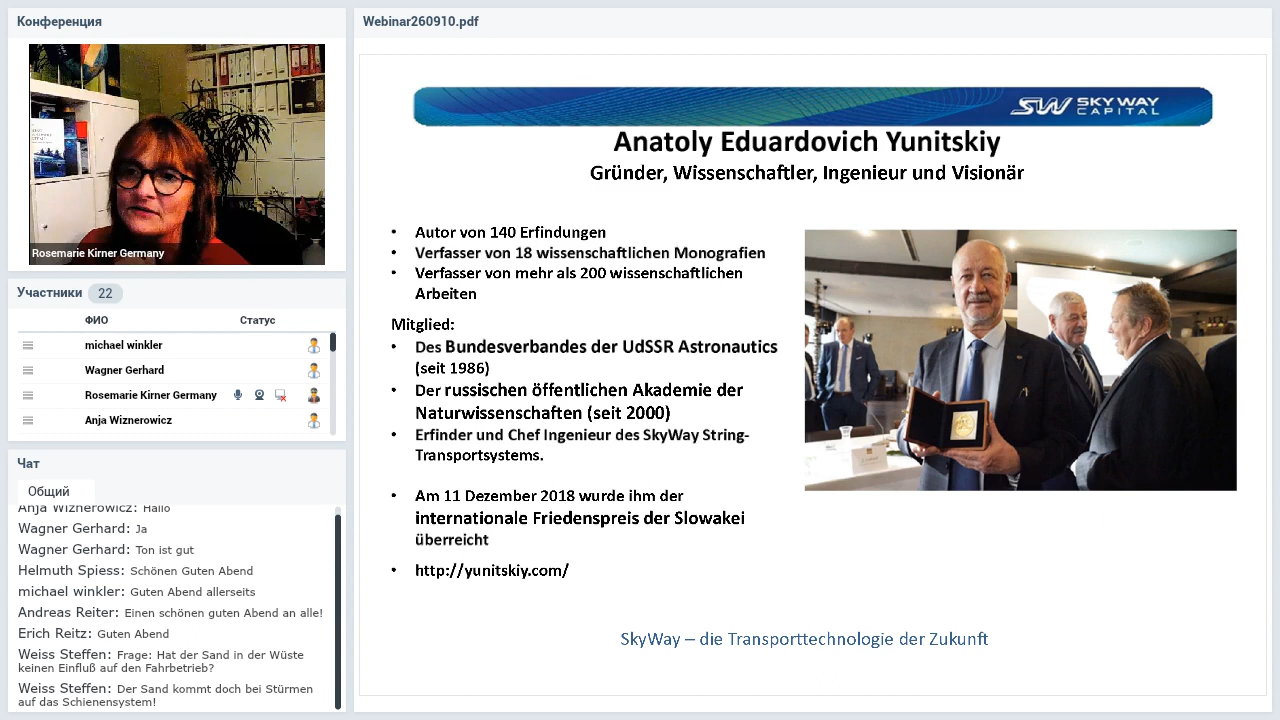 Конференция
Rosemarie Kirner Germany
Участники 22
ФИО Статус
michael winkler
Wagner Gerhard
Rosemarie Kirner Germany
Anja Wiznerowicz
Чат
Общий
Anja Wiznerowicz: Hallo
Wagner Gerhard: Ja
Wagner Gerhard: Ton ist gut
Helmuth Spiess: Schönen Guten Abend
michael winkler: Guten Abend allerseits
Andreas Reiter: Einen schönen guten Abend an alle!
Erich Reitz: Guten Abend
Weiss Steffen: Frage: Hat der Sand in der Wüste
keinen Einfluß auf den Fahrbetrieb?
Weiss Steffen: Der Sand kommt doch bei Stürmen
auf das Schienensystem!
Webinar260910.pdf
SW SKY WAY
CAPITAL
Anatoly Eduardovich Yunitskiy
Gründer, Wissenschaftler, Ingenieur und Visionär
• Autor von 140 Erfindungen
• Verfasser von 18 wissenschaftlichen Monografien
• Verfasser von mehr als 200 wissenschaftlichen
Arbeiten
Mitglied:
• Des Bundesverbandes der UdSSR Astronautics
(seit 1986)
• Der russischen öffentlichen Akademie der
Naturwissenschaften (seit 2000)
• Erfinder und Chef Ingenieur des SkyWay String-
Transportsystems.
• Am 11 Dezember 2018 wurde ihm der
internationale Friedenspreis der Slowakei
überreicht
• http://yunitskiy.com/
SkyWay – die Transporttechnologie der Zukunft